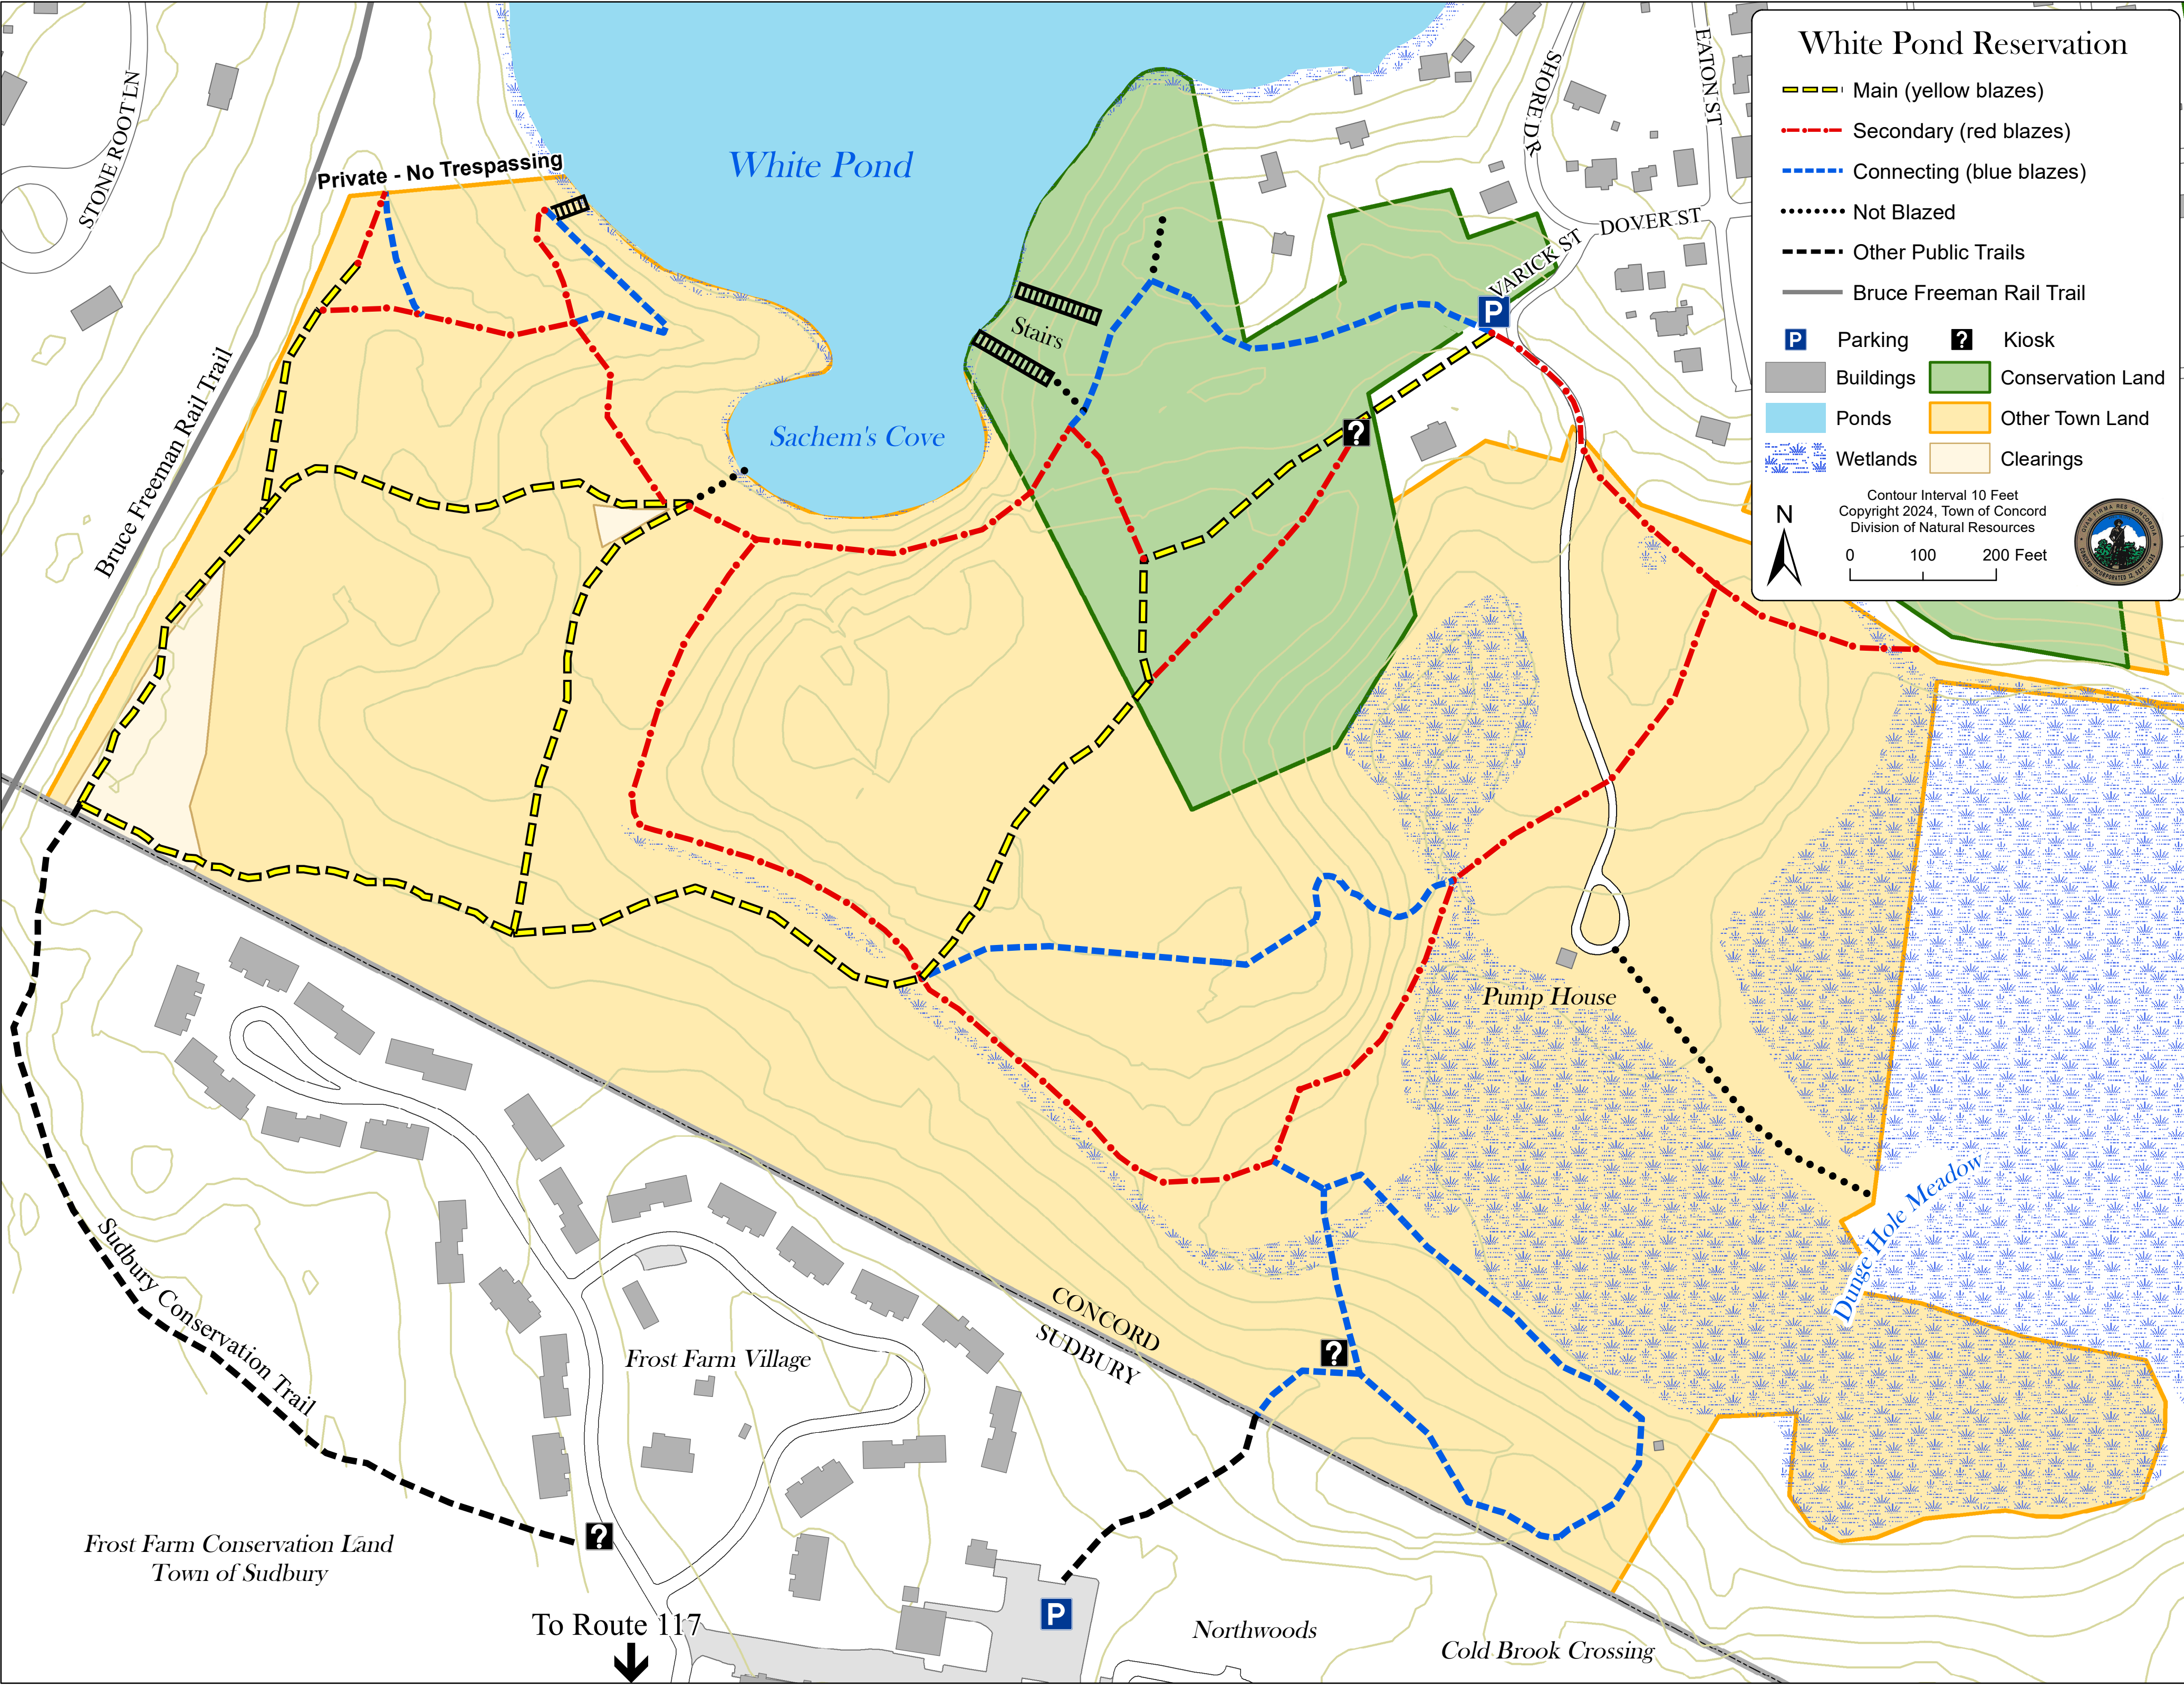 White Pond Reservation
Main (yellow blazes)
Secondary (red blazes)
Connecting (blue blazes)
Not Blazed
Other Public Trails
Bruce Freeman Rail Trail
P Parking
? Kiosk
Buildings
Conservation Land
Ponds
Other Town Land
Wetlands
Clearings
Contour Interval 10 Feet
Copyright 2024, Town of Concord
Division of Natural Resources
N
0 100 200 Feet
STONE ROOT LN
Private - No Trespassing
White Pond
SHORE DR
EATON ST
DOVER ST
VARICK ST
P
Stairs
Sachem's Cove
?
Bruce Freeman Rail Trail
Pump House
Dunge Hole Meadow
Sudbury Conservation Trail
CONCORD
SUDBURY
Frost Farm Village
?
?
Frost Farm Conservation Land
Town of Sudbury
To Route 117
P
Northwoods
Cold Brook Crossing